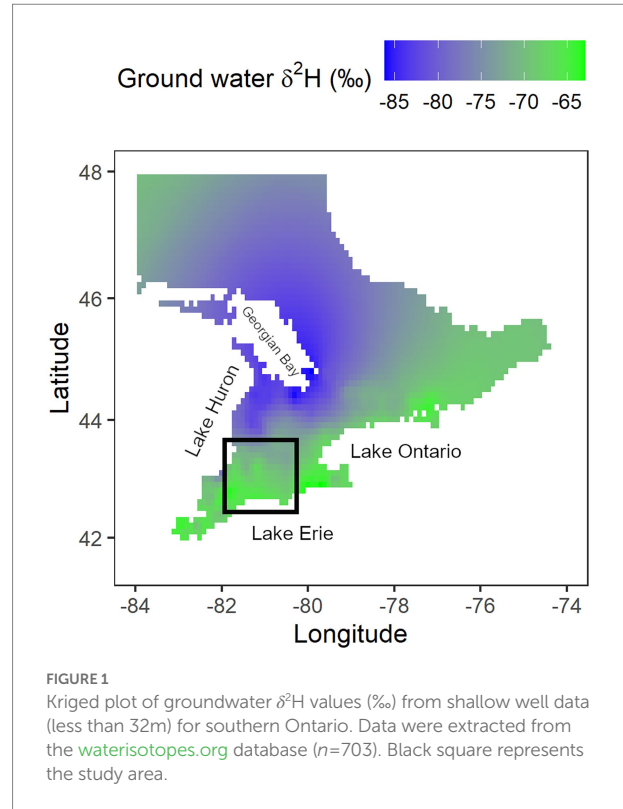 Ground water δ²H (‰)
-85 -80 -75 -70 -65
48
46
44
42
Latitude
Georgian Bay
Lake Huron
Lake Ontario
Lake Erie
-84 -82 -80 -78 -76 -74
Longitude
FIGURE 1
Kriged plot of groundwater δ²H values (‰) from shallow well data
(less than 32m) for southern Ontario. Data were extracted from
the waterisotopes.org database (n=703). Black square represents
the study area.